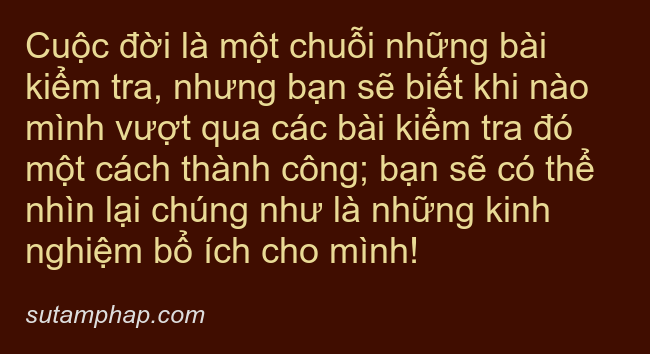 Cuộc đời là một chuỗi những bài
kiểm tra, nhưng bạn sẽ biết khi nào
mình vượt qua các bài kiểm tra đó
một cách thành công; bạn sẽ có thể
nhìn lại chúng như là những kinh
nghiệm bổ ích cho mình!
sutamphap.com